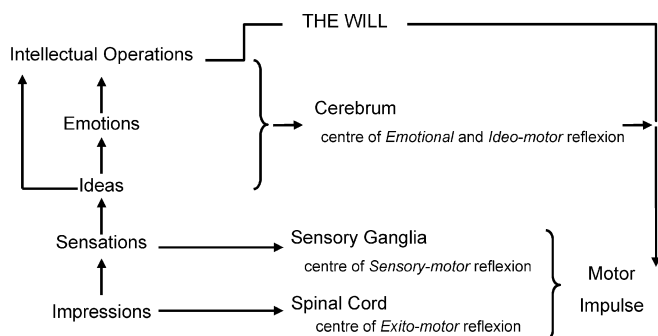 THE WILL
Intellectual Operations
Cerebrum
centre of Emotional and Ideo-motor reflexion
Emotions
Ideas
Sensations
Sensory Ganglia
centre of Sensory-motor reflexion
Motor
Impulse
Impressions
Spinal Cord
centre of Exito-motor reflexion